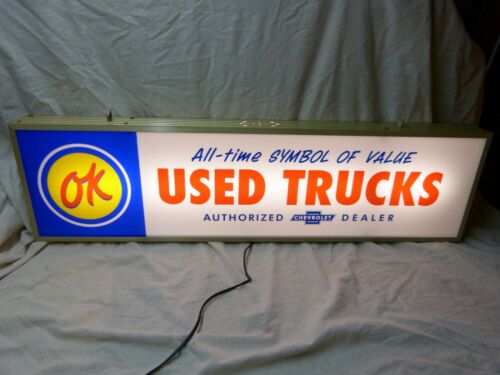 OK
All-time SYMBOL OF VALUE
USED TRUCKS
AUTHORIZED CHEVROLET DEALER